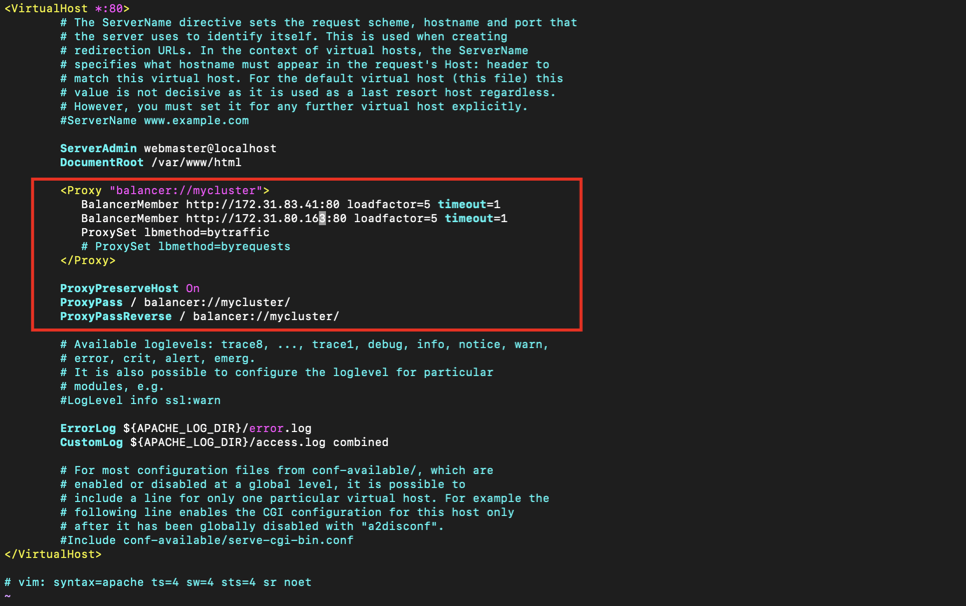 <VirtualHost *:80>
# The ServerName directive sets the request scheme, hostname and port that
# the server uses to identify itself. This is used when creating
# redirection URLs. In the context of virtual hosts, the ServerName
# specifies what hostname must appear in the request's Host: header to
# match this virtual host. For the default virtual host (this file) this
# value is not decisive as it is used as a last resort host regardless.
# However, you must set it for any further virtual host explicitly.
#ServerName www.example.com
ServerAdmin webmaster@localhost
DocumentRoot /var/www/html
<Proxy "balancer://mycluster">
BalancerMember http://172.31.83.41:80 loadfactor=5 timeout=1
BalancerMember http://172.31.80.163:80 loadfactor=5 timeout=1
ProxySet lbmethod=bytraffic
# ProxySet lbmethod=byrequests
</Proxy>
ProxyPreserveHost On
ProxyPass / balancer://mycluster/
ProxyPassReverse / balancer://mycluster/
# Available loglevels: trace8, ..., trace1, debug, info, notice, warn,
# error, crit, alert, emerg.
# It is also possible to configure the loglevel for particular
# modules, e.g.
#LogLevel info ssl:warn
ErrorLog ${APACHE_LOG_DIR}/error.log
CustomLog ${APACHE_LOG_DIR}/access.log combined
# For most configuration files from conf-available/, which are
# enabled or disabled at a global level, it is possible to
# include a line for only one particular virtual host. For example the
# following line enables the CGI configuration for this host only
# after it has been globally disabled with "a2disconf".
#Include conf-available/serve-cgi-bin.conf
</VirtualHost>
# vim: syntax=apache ts=4 sw=4 sts=4 sr noet
~